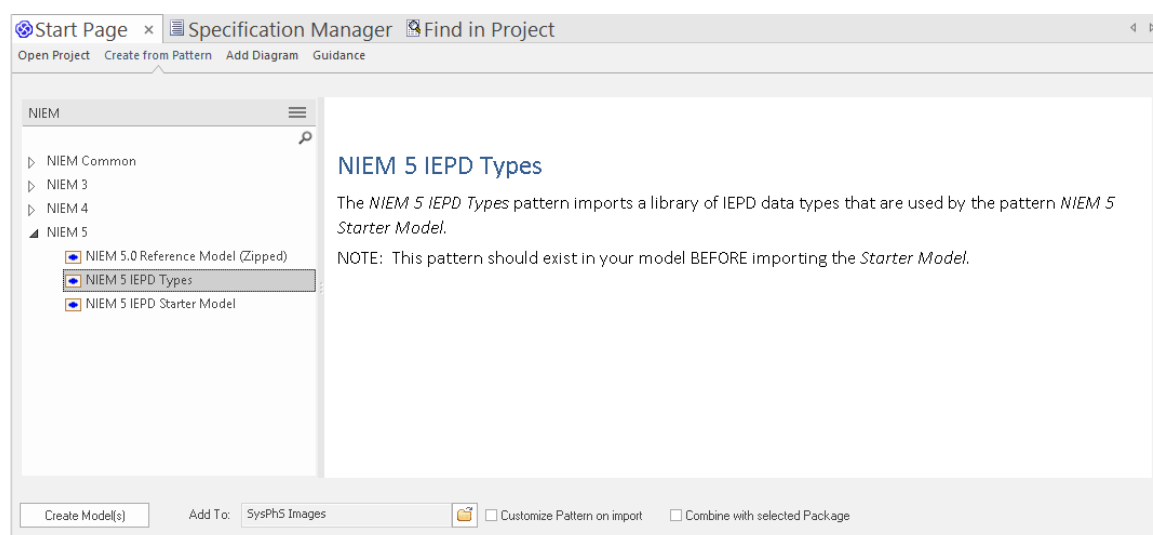 Start Page × Specification Manager Find in Project
Open Project Create from Pattern Add Diagram Guidance
NIEM
NIEM Common
NIEM 3
NIEM 4
NIEM 5
NIEM 5.0 Reference Model (Zipped)
NIEM 5 IEPD Types
NIEM 5 IEPD Starter Model
NIEM 5 IEPD Types
The NIEM 5 IEPD Types pattern imports a library of IEPD data types that are used by the pattern NIEM 5
Starter Model.
NOTE: This pattern should exist in your model BEFORE importing the Starter Model.
Create Model(s) Add To: SysPhS Images Customize Pattern on import Combine with selected Package